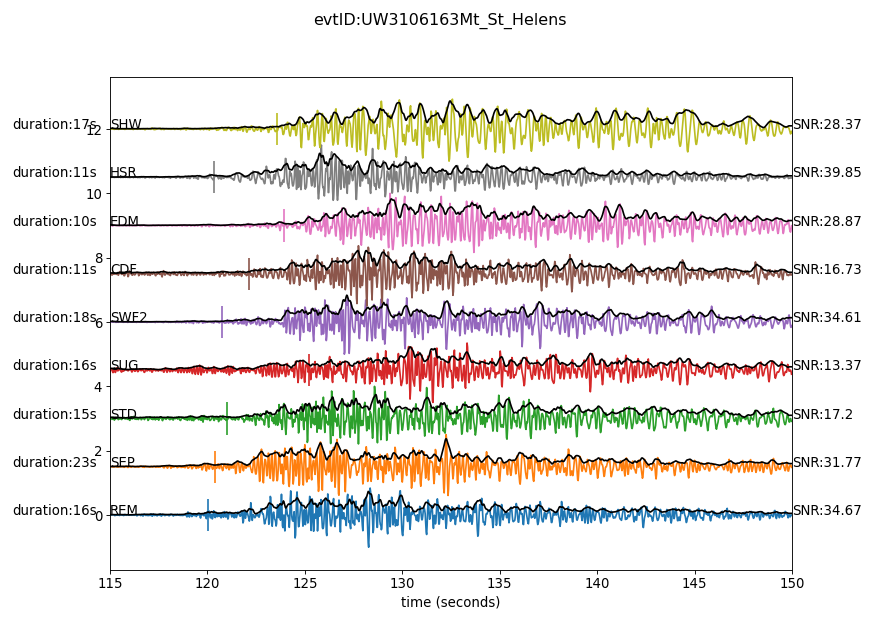 evtID:UW3106163Mt_St_Helens
duration:17s SHW SNR:28.37
12
duration:11s HSR SNR:39.85
10
duration:10s EDM SNR:28.87
8
duration:11s CDF SNR:16.73
duration:18s SWF2 SNR:34.61
6
duration:16s SUG SNR:13.37
4
duration:15s STD SNR:17.2
2
duration:23s SEP SNR:31.77
duration:16s REM SNR:34.67
0
115 120 125 130 135 140 145 150
time (seconds)